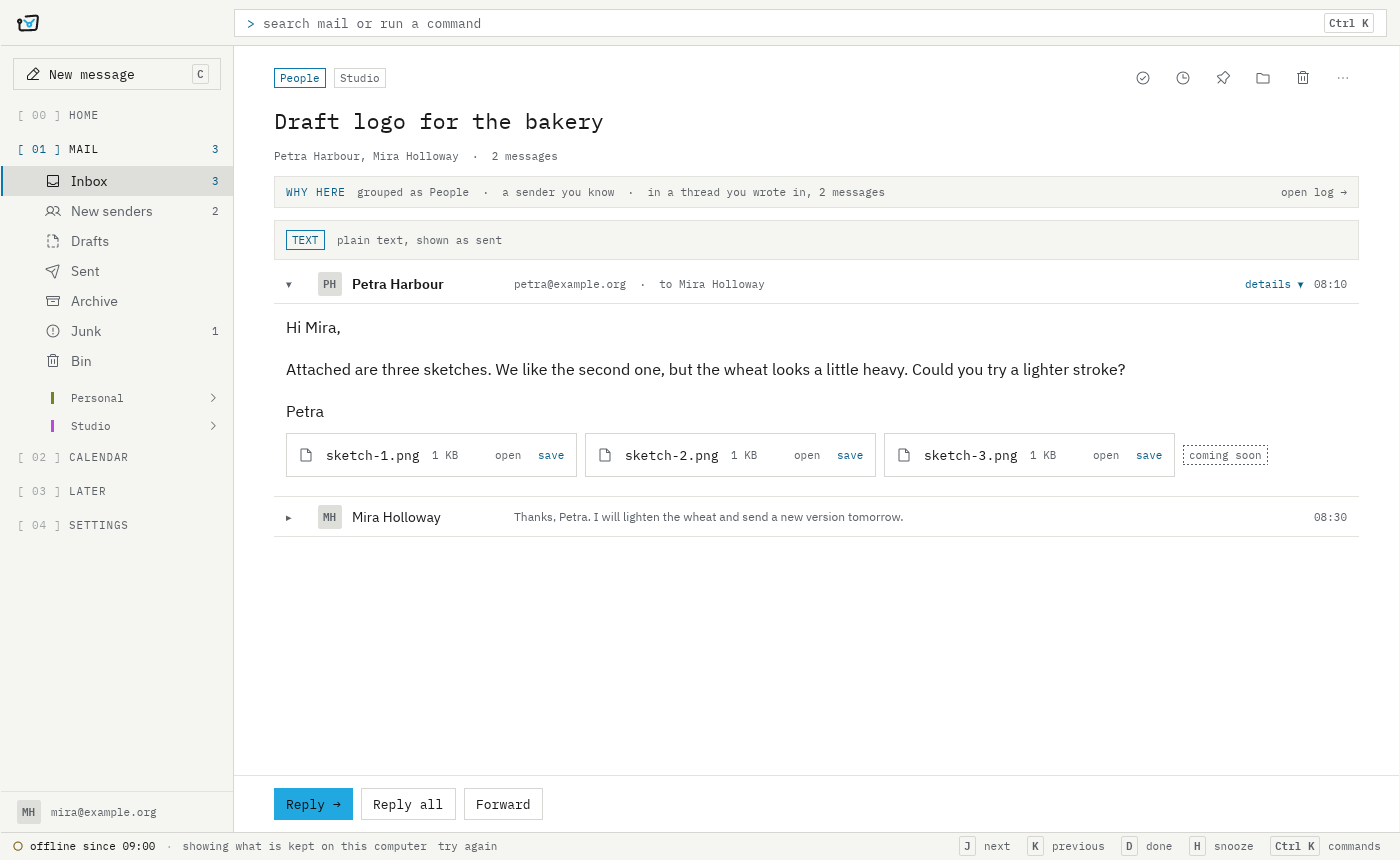 > search mail or run a command Ctrl K
New message C
[ 00 ] HOME
[ 01 ] MAIL 3
Inbox 3
New senders 2
Drafts
Sent
Archive
Junk 1
Bin
Personal
Studio
[ 02 ] CALENDAR
[ 03 ] LATER
[ 04 ] SETTINGS
MH mira@example.org
People Studio
Draft logo for the bakery
Petra Harbour, Mira Holloway · 2 messages
WHY HERE grouped as People · a sender you know · in a thread you wrote in, 2 messages open log →
TEXT plain text, shown as sent
▾ PH Petra Harbour petra@example.org · to Mira Holloway details ▾ 08:10
Hi Mira,
Attached are three sketches. We like the second one, but the wheat looks a little heavy. Could you try a lighter stroke?
Petra
sketch-1.png 1 KB open save sketch-2.png 1 KB open save sketch-3.png 1 KB open save coming soon
▸ MH Mira Holloway Thanks, Petra. I will lighten the wheat and send a new version tomorrow. 08:30
Reply → Reply all Forward
offline since 09:00 · showing what is kept on this computer try again J next K previous D done H snooze Ctrl K commands